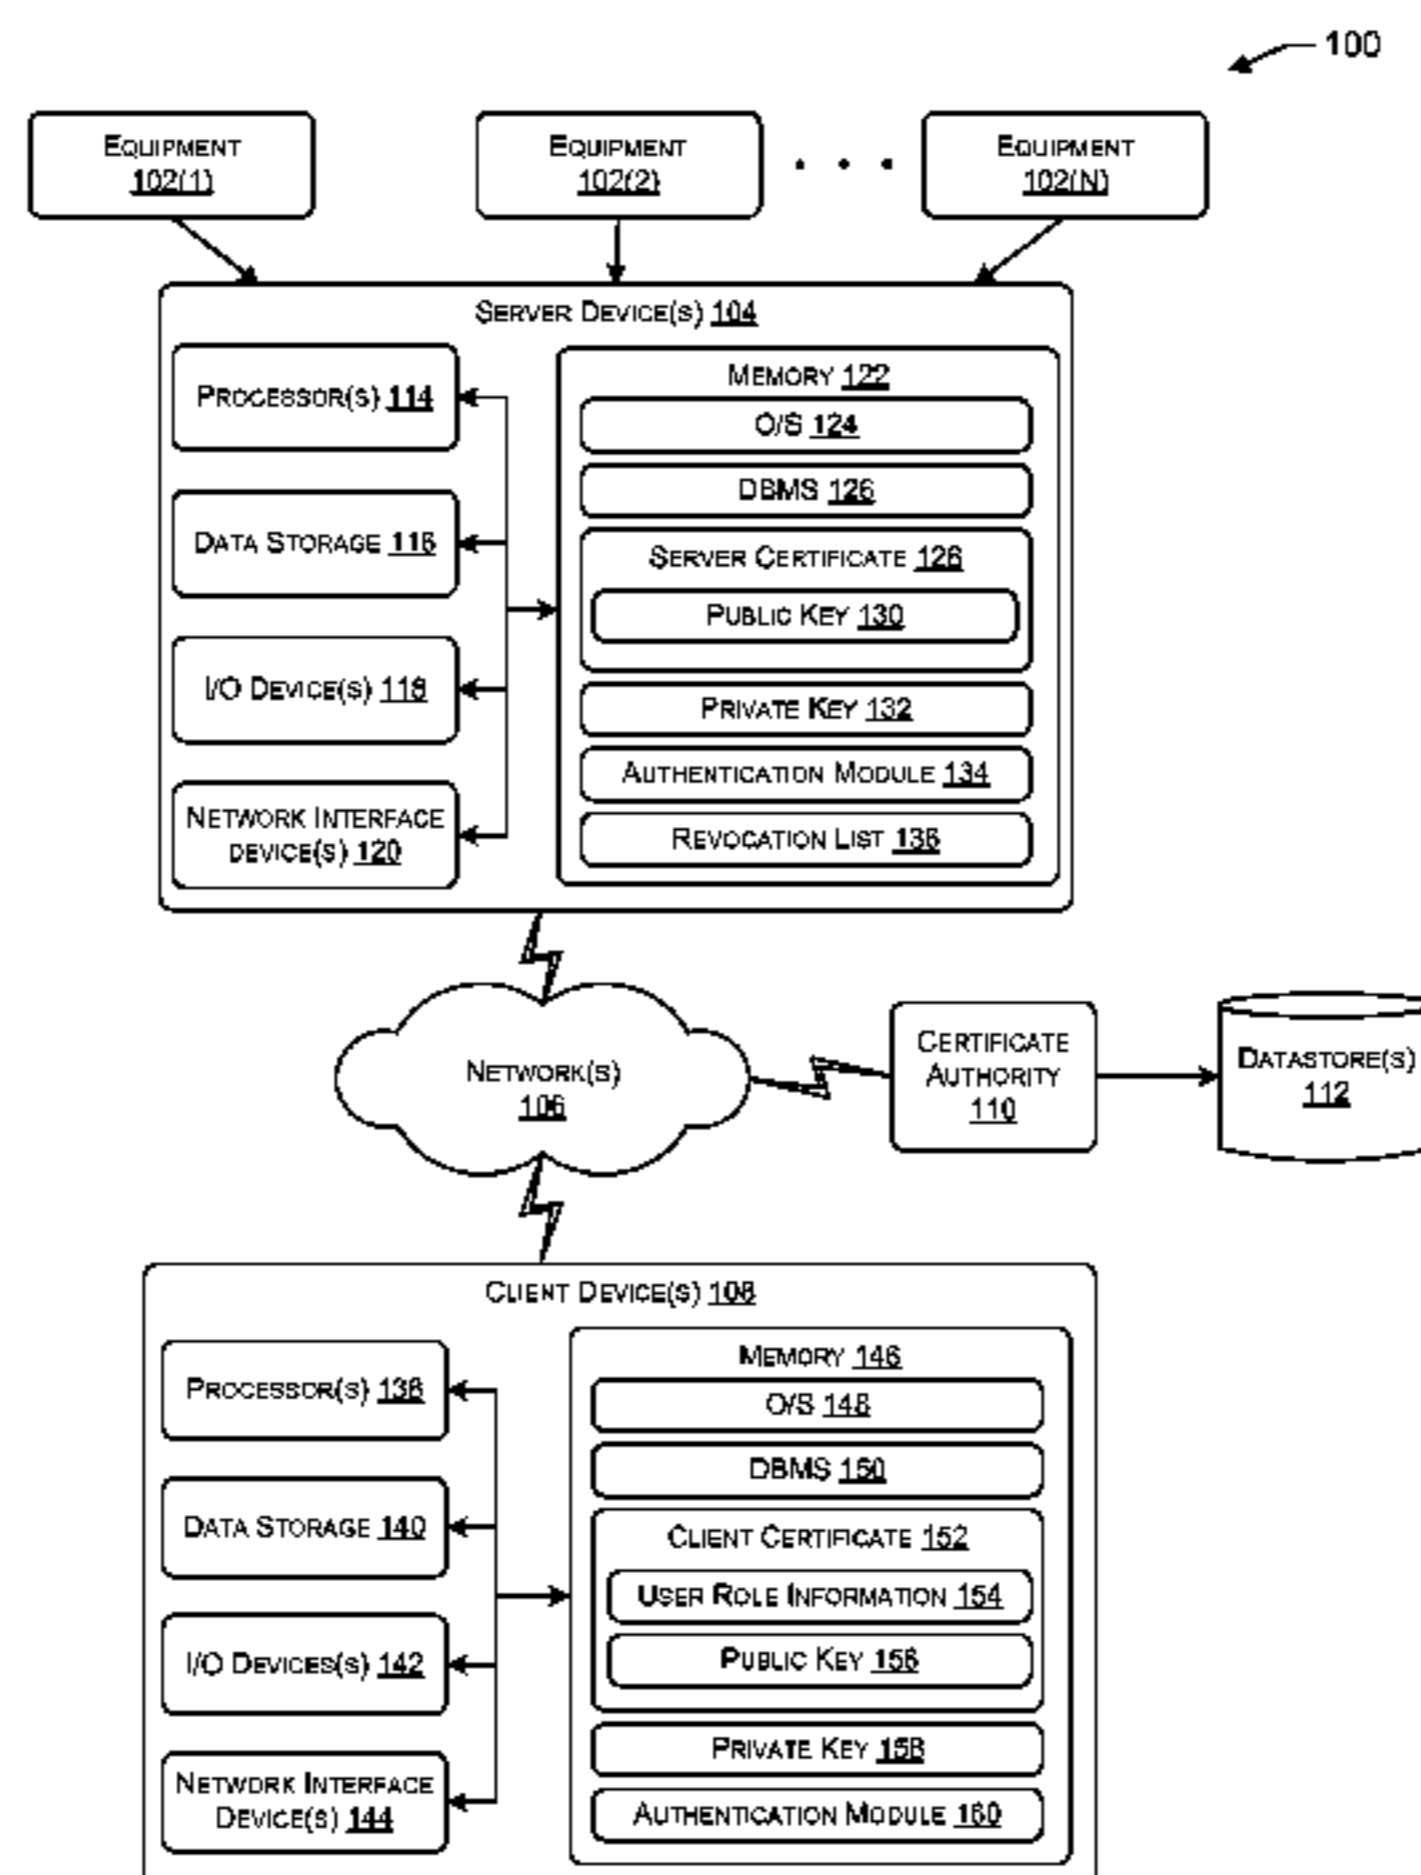 100
Equipment
102(1)
Equipment
102(2)
• • •
Equipment
102(N)
Server Device(s) 104
Processor(s) 114
Data Storage 116
I/O Device(s) 118
Network Interface
device(s) 120
Memory 122
O/S 124
DBMS 126
Server Certificate 128
Public Key 130
Private Key 132
Authentication Module 134
Revocation List 136
Network(s)
106
Certificate
Authority
110
Datastore(s)
112
Client Device(s) 108
Processor(s) 138
Data Storage 140
I/O Devices(s) 142
Network Interface
Device(s) 144
Memory 146
O/S 148
DBMS 150
Client Certificate 152
User Role Information 154
Public Key 156
Private Key 158
Authentication Module 160